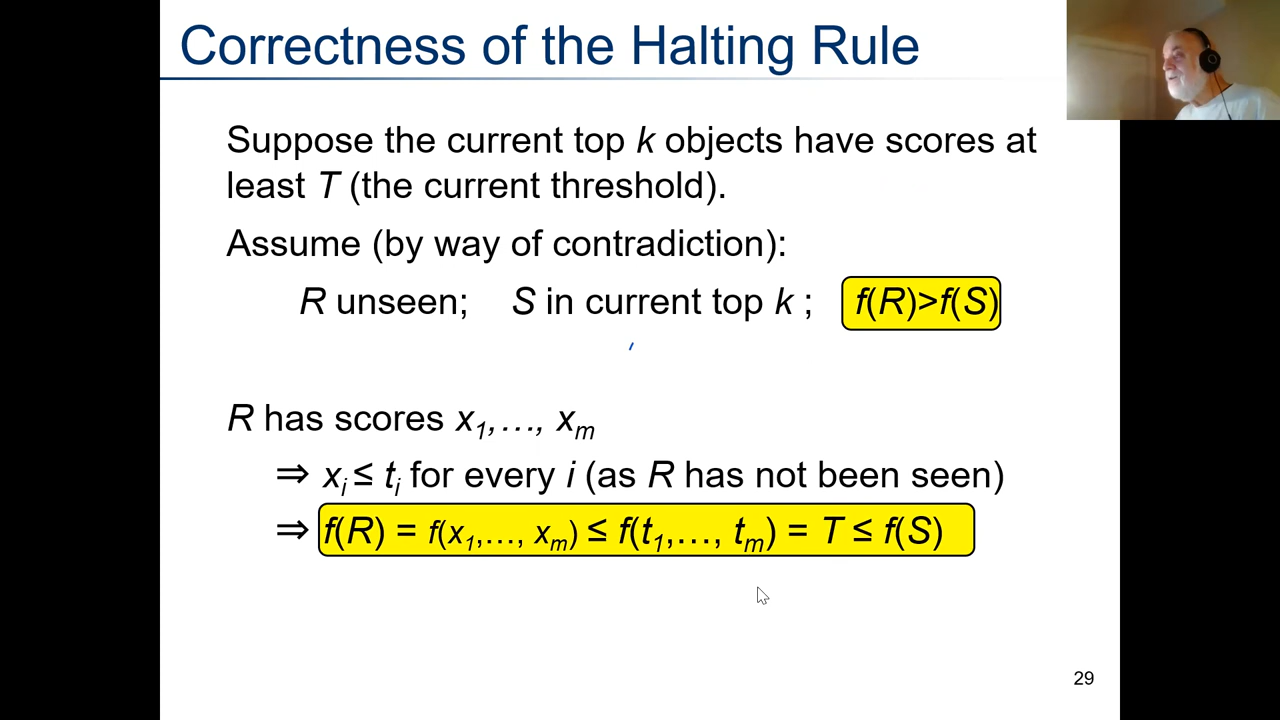 Correctness of the Halting Rule
Suppose the current top k objects have scores at
least T (the current threshold).
Assume (by way of contradiction):
R unseen; S in current top k ; f(R)>f(S)
R has scores x1,…, xm
⇒ xi ≤ ti for every i (as R has not been seen)
⇒ f(R) = f(x1,…, xm) ≤ f(t1,…, tm) = T ≤ f(S)
29